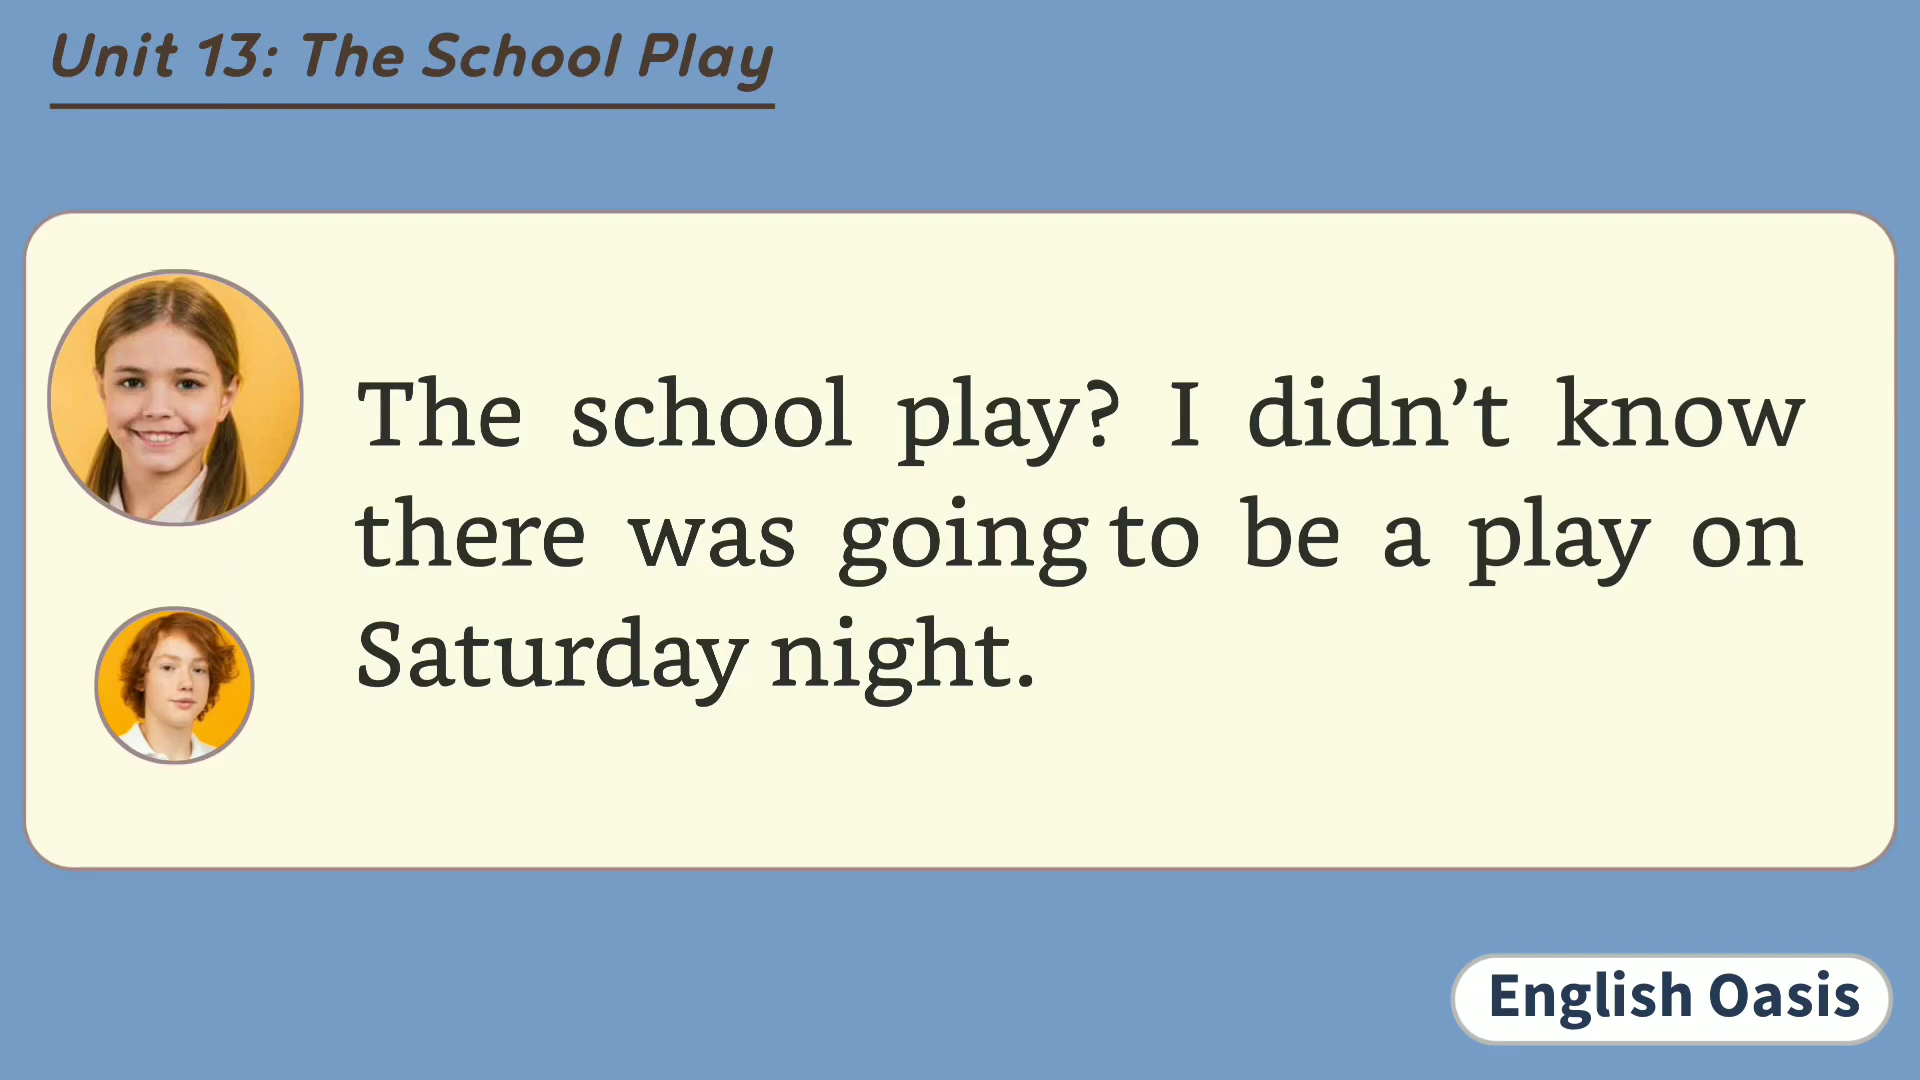 Unit 13: The School Play
The school play? I didn’t know
there was going to be a play on
Saturday night.
English Oasis